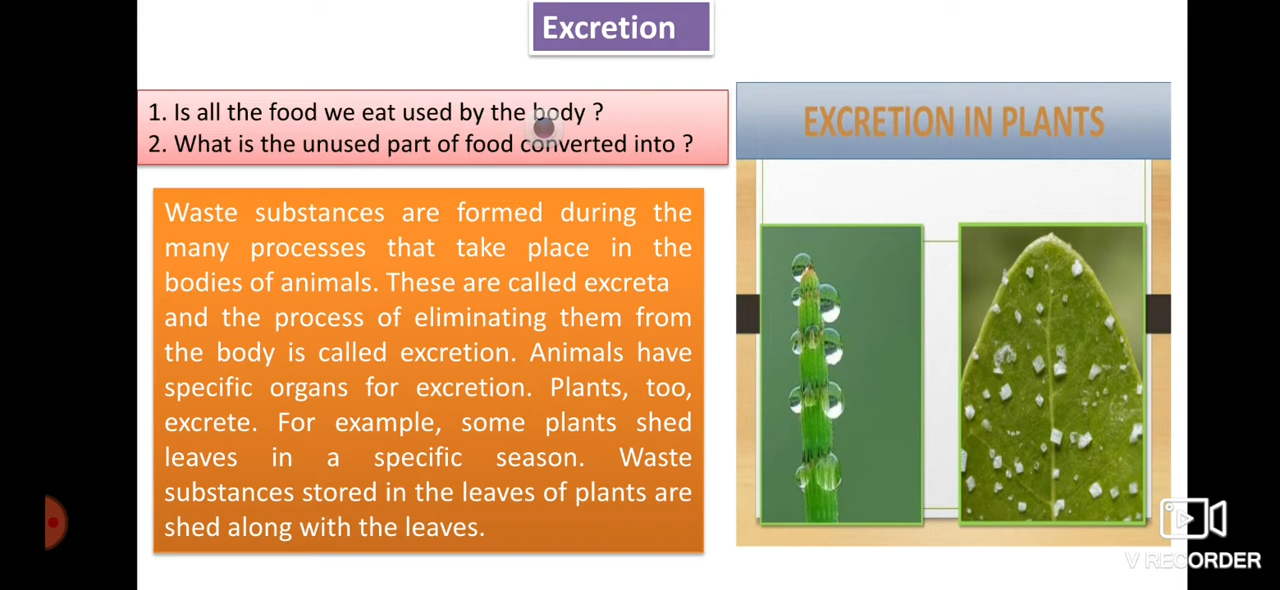 Excretion
1. Is all the food we eat used by the body ?
2. What is the unused part of food converted into ?
Waste substances are formed during the
many processes that take place in the
bodies of animals. These are called excreta
and the process of eliminating them from
the body is called excretion. Animals have
specific organs for excretion. Plants, too,
excrete. For example, some plants shed
leaves in a specific season. Waste
substances stored in the leaves of plants are
shed along with the leaves.
EXCRETION IN PLANTS
V RECORDER